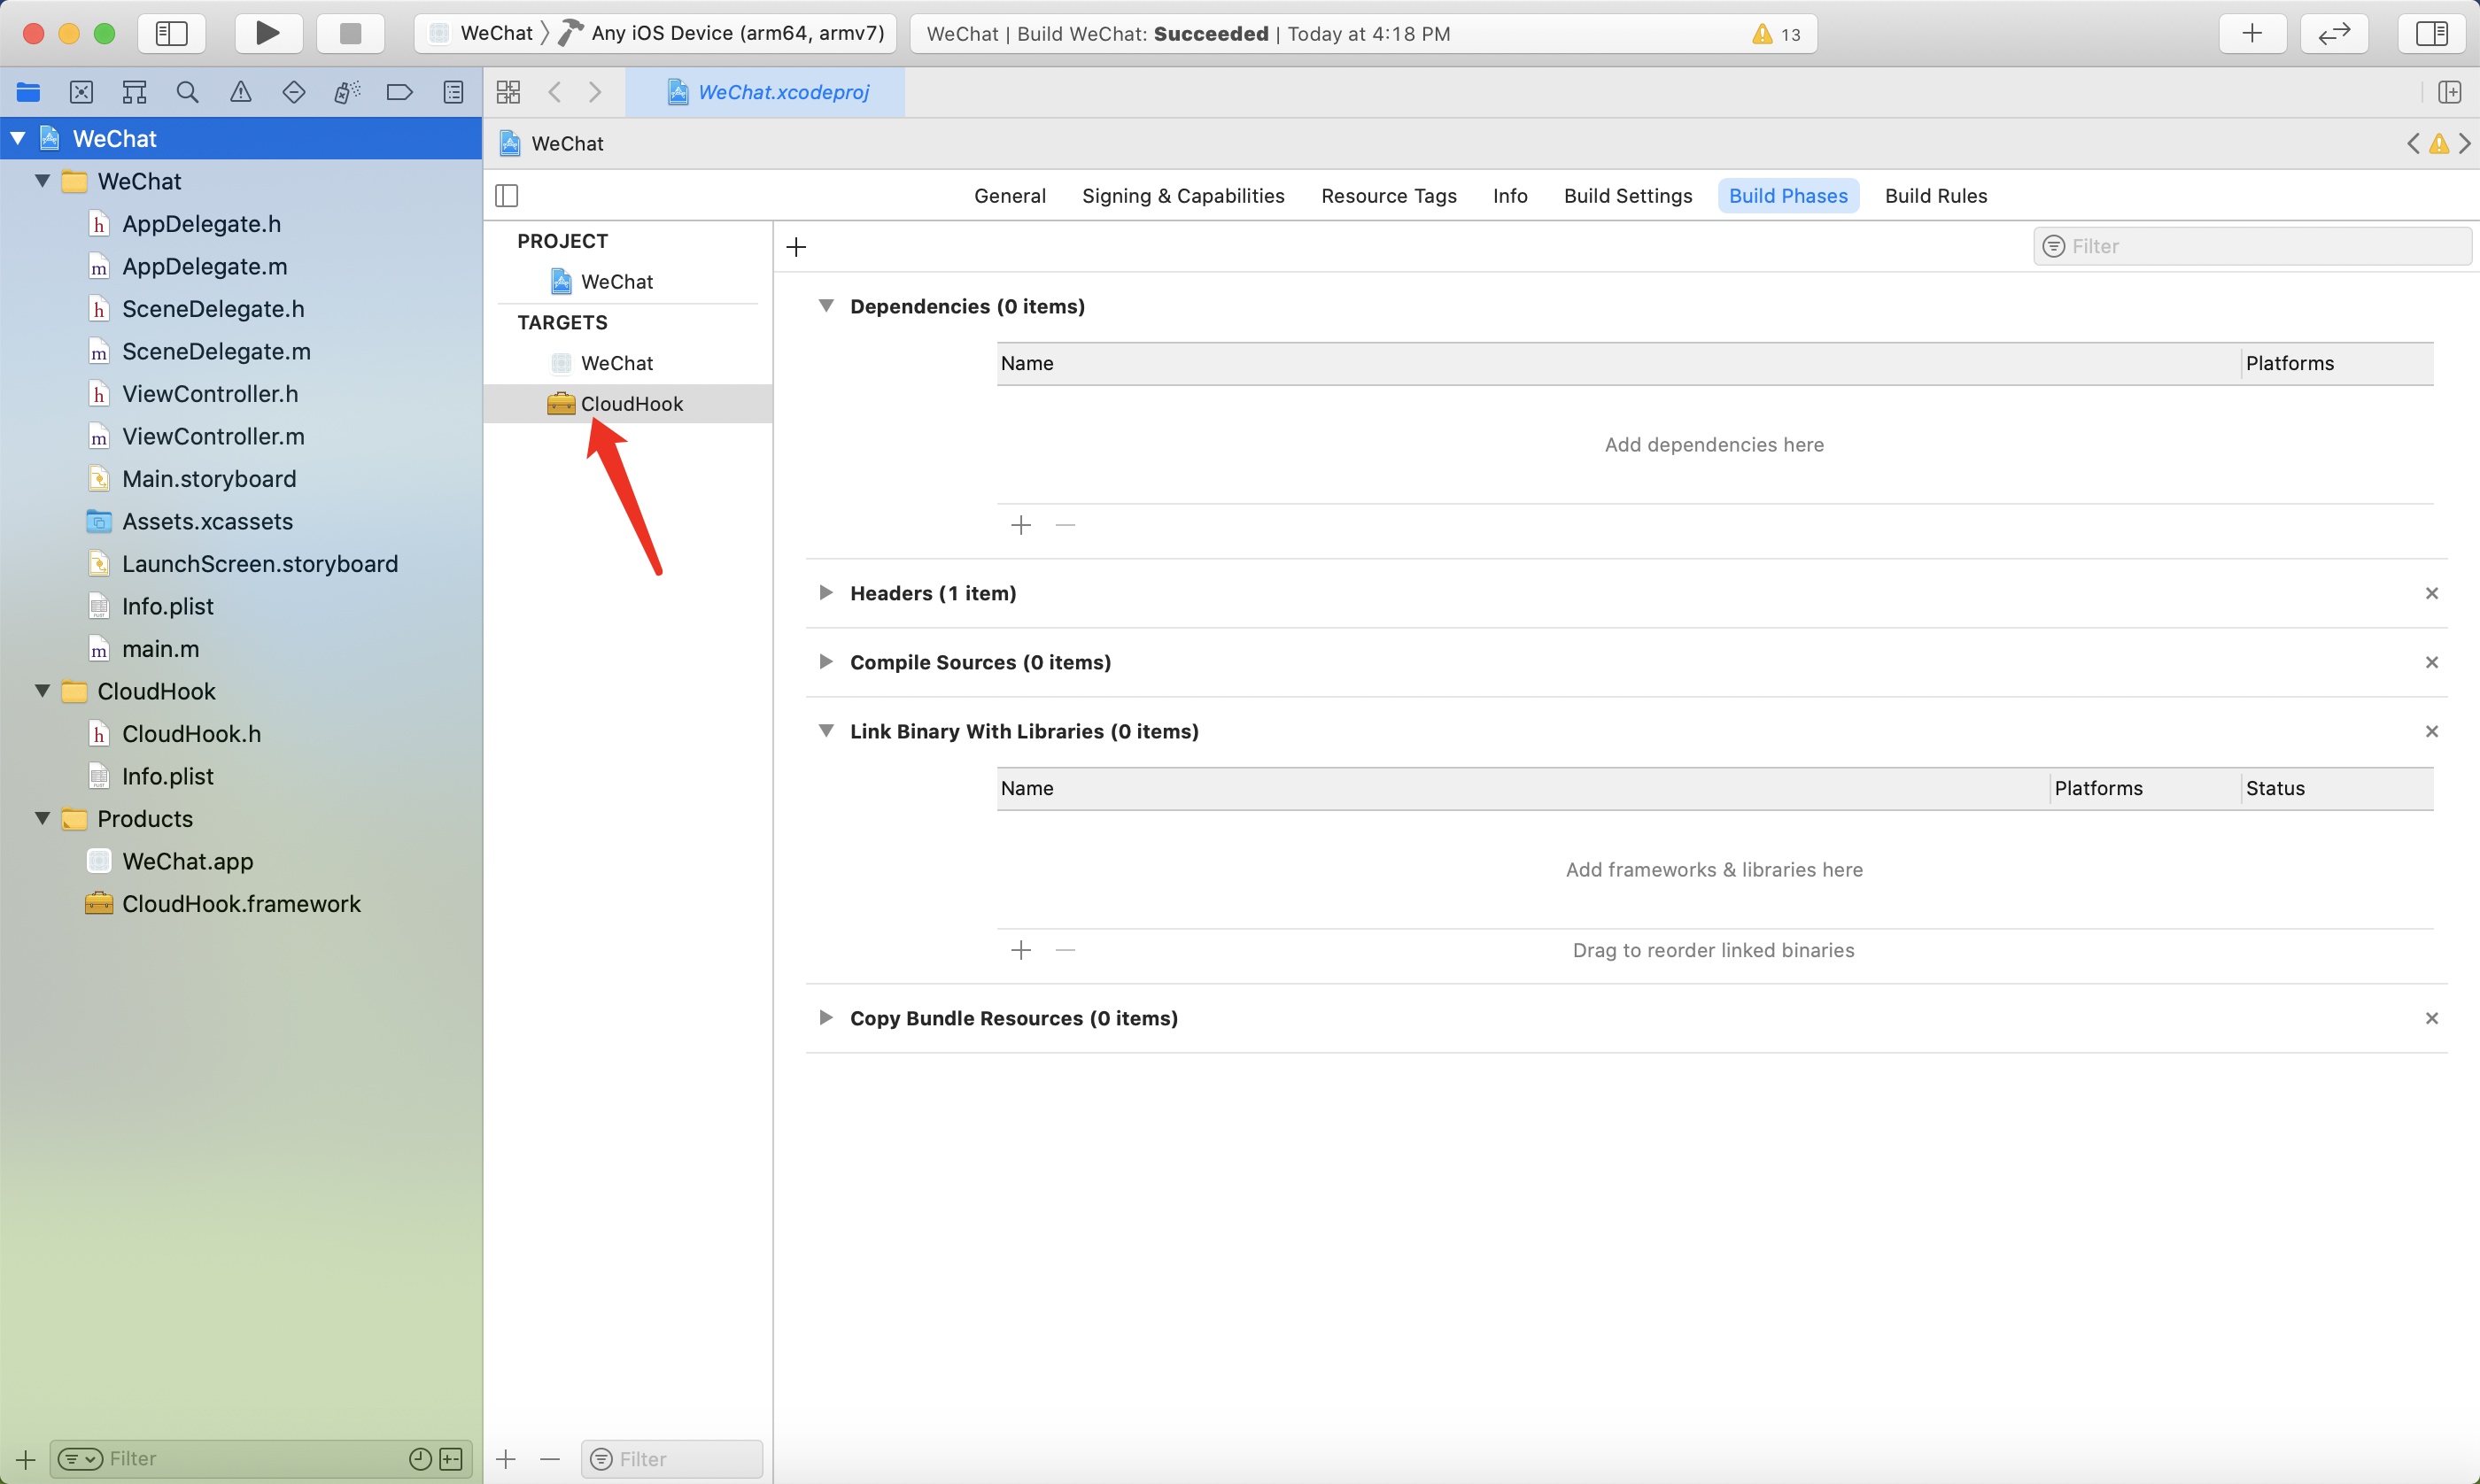 WeChat 〉 Any iOS Device (arm64, armv7)
WeChat | Build WeChat: Succeeded | Today at 4:18 PM
13
WeChat.xcodeproj
WeChat
WeChat
AppDelegate.h
AppDelegate.m
SceneDelegate.h
SceneDelegate.m
ViewController.h
ViewController.m
Main.storyboard
Assets.xcassets
LaunchScreen.storyboard
Info.plist
main.m
CloudHook
CloudHook.h
Info.plist
Products
WeChat.app
CloudHook.framework
Filter
WeChat
General Signing & Capabilities Resource Tags Info Build Settings Build Phases Build Rules
PROJECT
WeChat
TARGETS
WeChat
CloudHook
Filter
Filter
Dependencies (0 items)
Name Platforms
Add dependencies here
Headers (1 item)
Compile Sources (0 items)
Link Binary With Libraries (0 items)
Name Platforms Status
Add frameworks & libraries here
Drag to reorder linked binaries
Copy Bundle Resources (0 items)